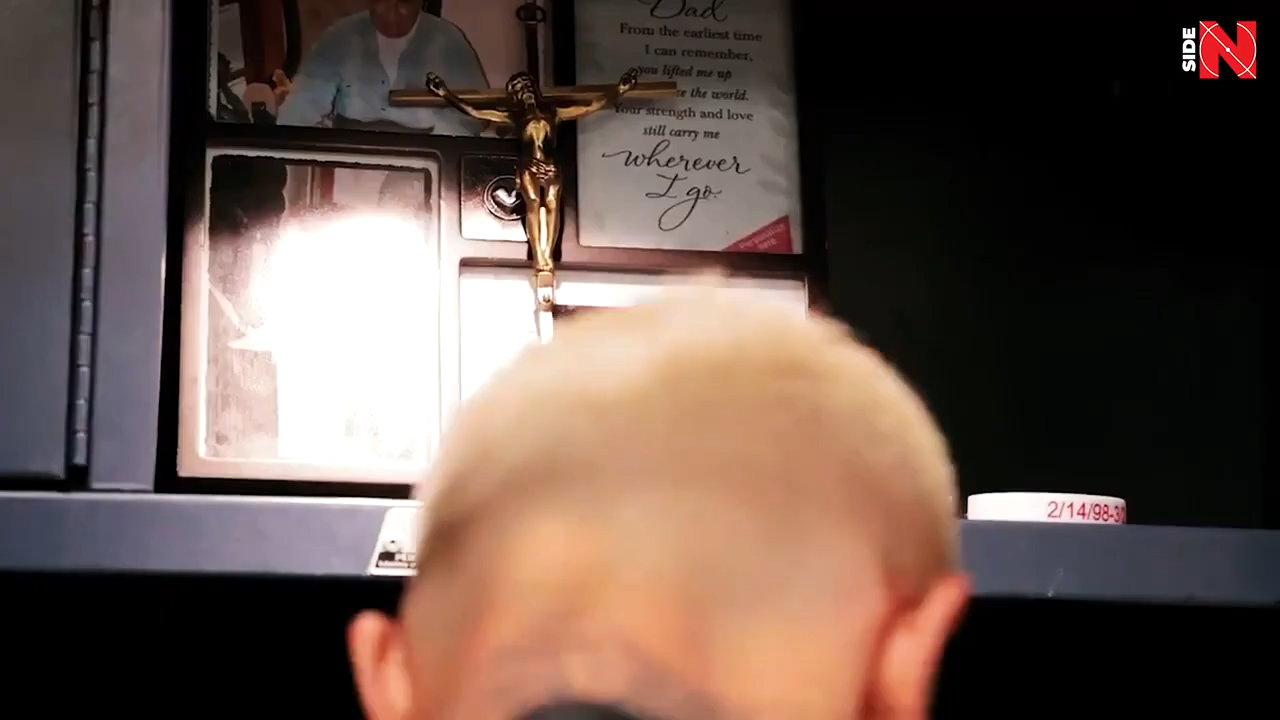 SIDE N
Dad
From the earliest time
I can remember,
you lifted me up
the world.
Your strength and love
still carry me
wherever
I go.
2/14/98-3